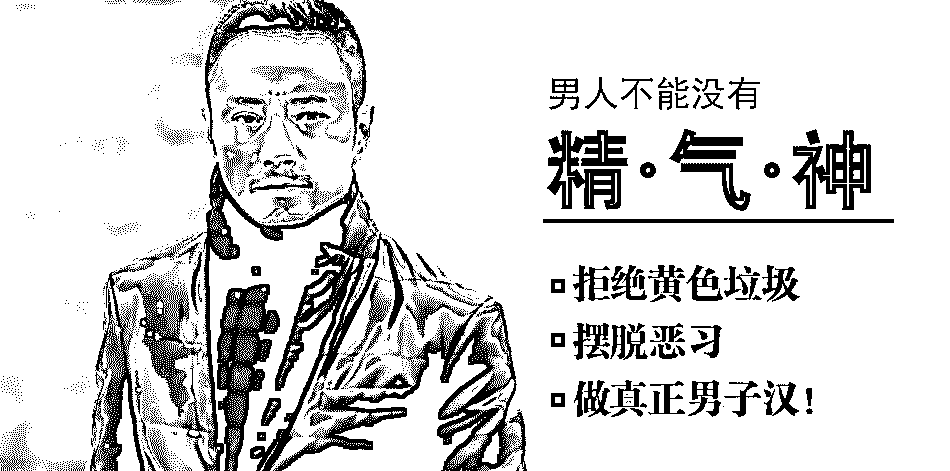 男人不能没有
精·气·神
拒绝黄色垃圾
摆脱恶习
做真正男子汉！